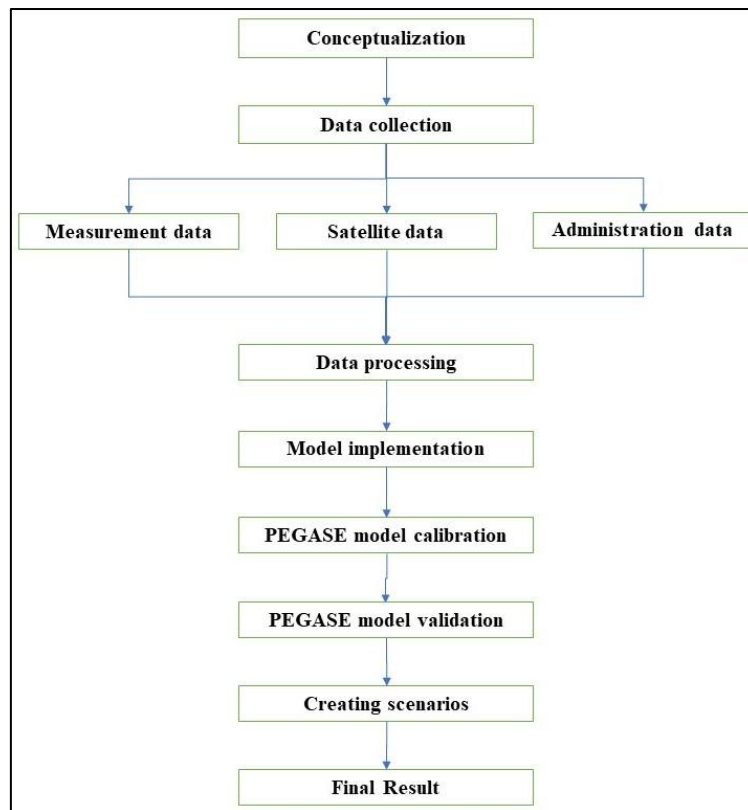 Conceptualization
Data collection
Measurement data
Satellite data
Administration data
Data processing
Model implementation
PEGASE model calibration
PEGASE model validation
Creating scenarios
Final Result